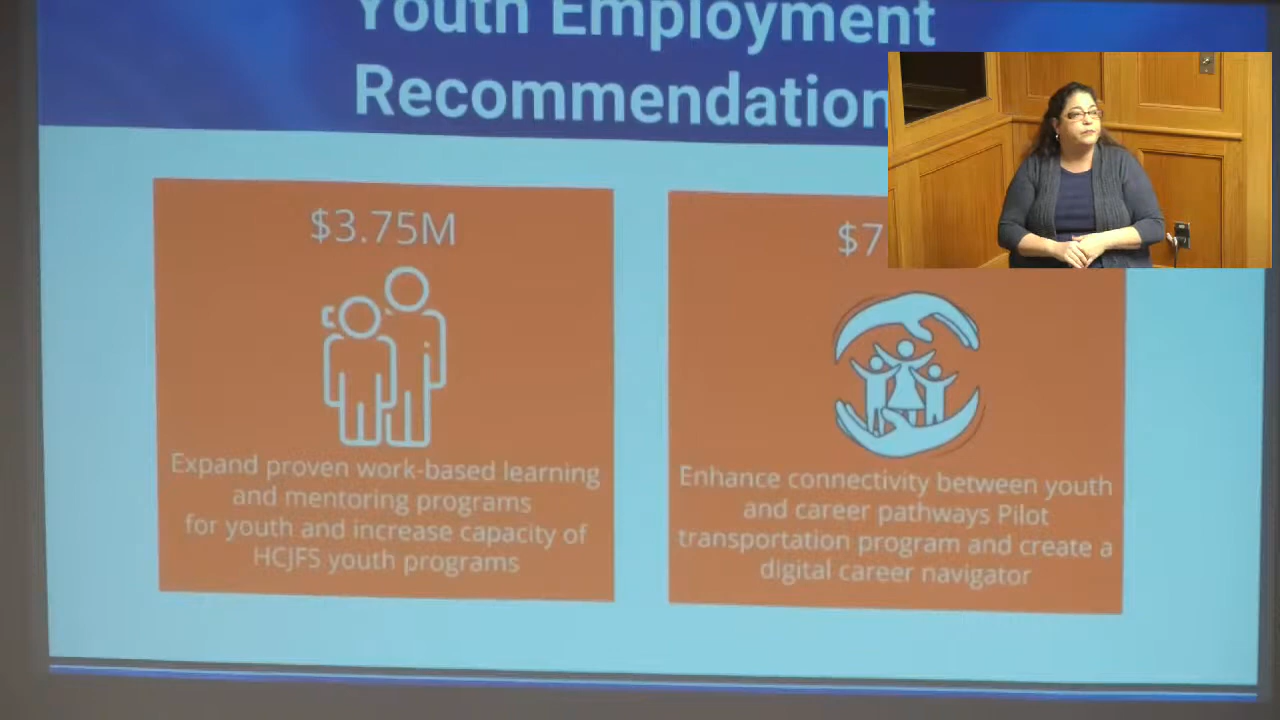 Youth Employment
Recommendation
$3.75M
Expand proven work-based learning
and mentoring programs
for youth and increase capacity of
HCJFS youth programs
$7
Enhance connectivity between youth
and career pathways Pilot
transportation program and create a
digital career navigator